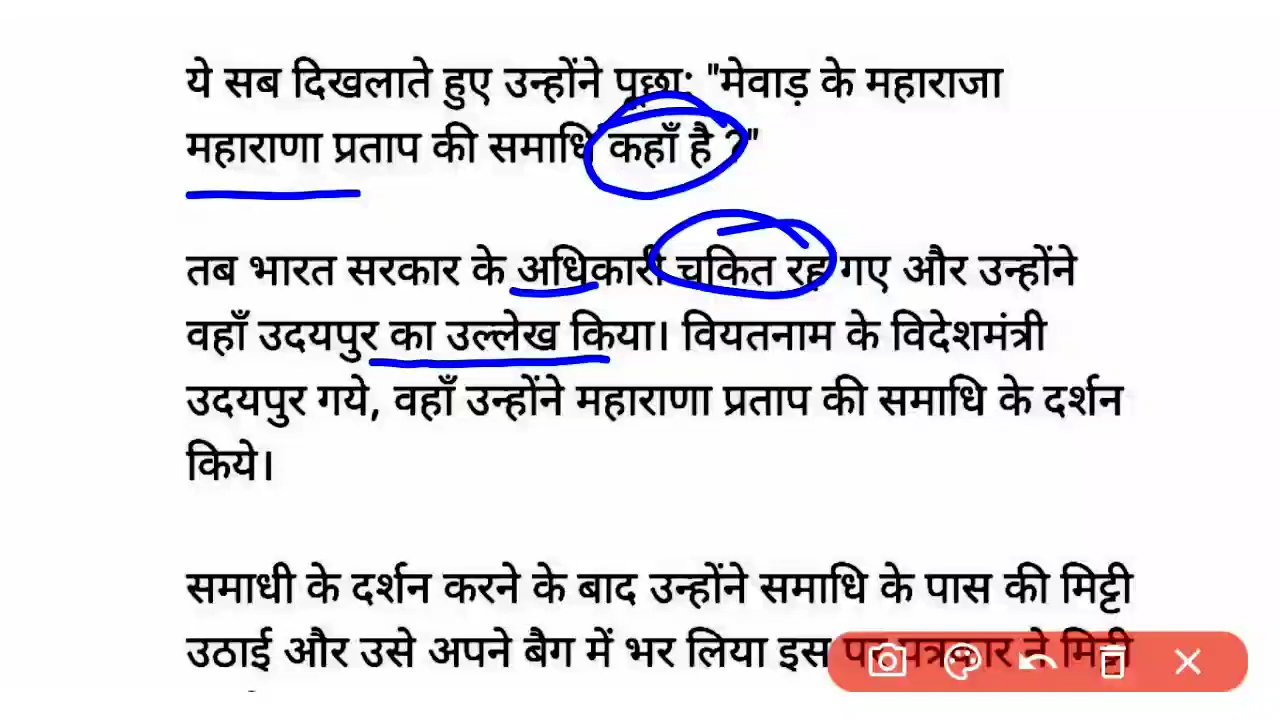 ये सब दिखलाते हुए उन्होंने पूछा: "मेवाड़ के महाराजा
महाराणा प्रताप की समाधि कहाँ है ?"
तब भारत सरकार के अधिकारी चकित रह गए और उन्होंने
वहाँ उदयपुर का उल्लेख किया। वियतनाम के विदेशमंत्री
उदयपुर गये, वहाँ उन्होंने महाराणा प्रताप की समाधि के दर्शन
किये।
समाधी के दर्शन करने के बाद उन्होंने समाधि के पास की मिट्टी
उठाई और उसे अपने बैग में भर लिया इस पर पत्रकार ने मिट्टी